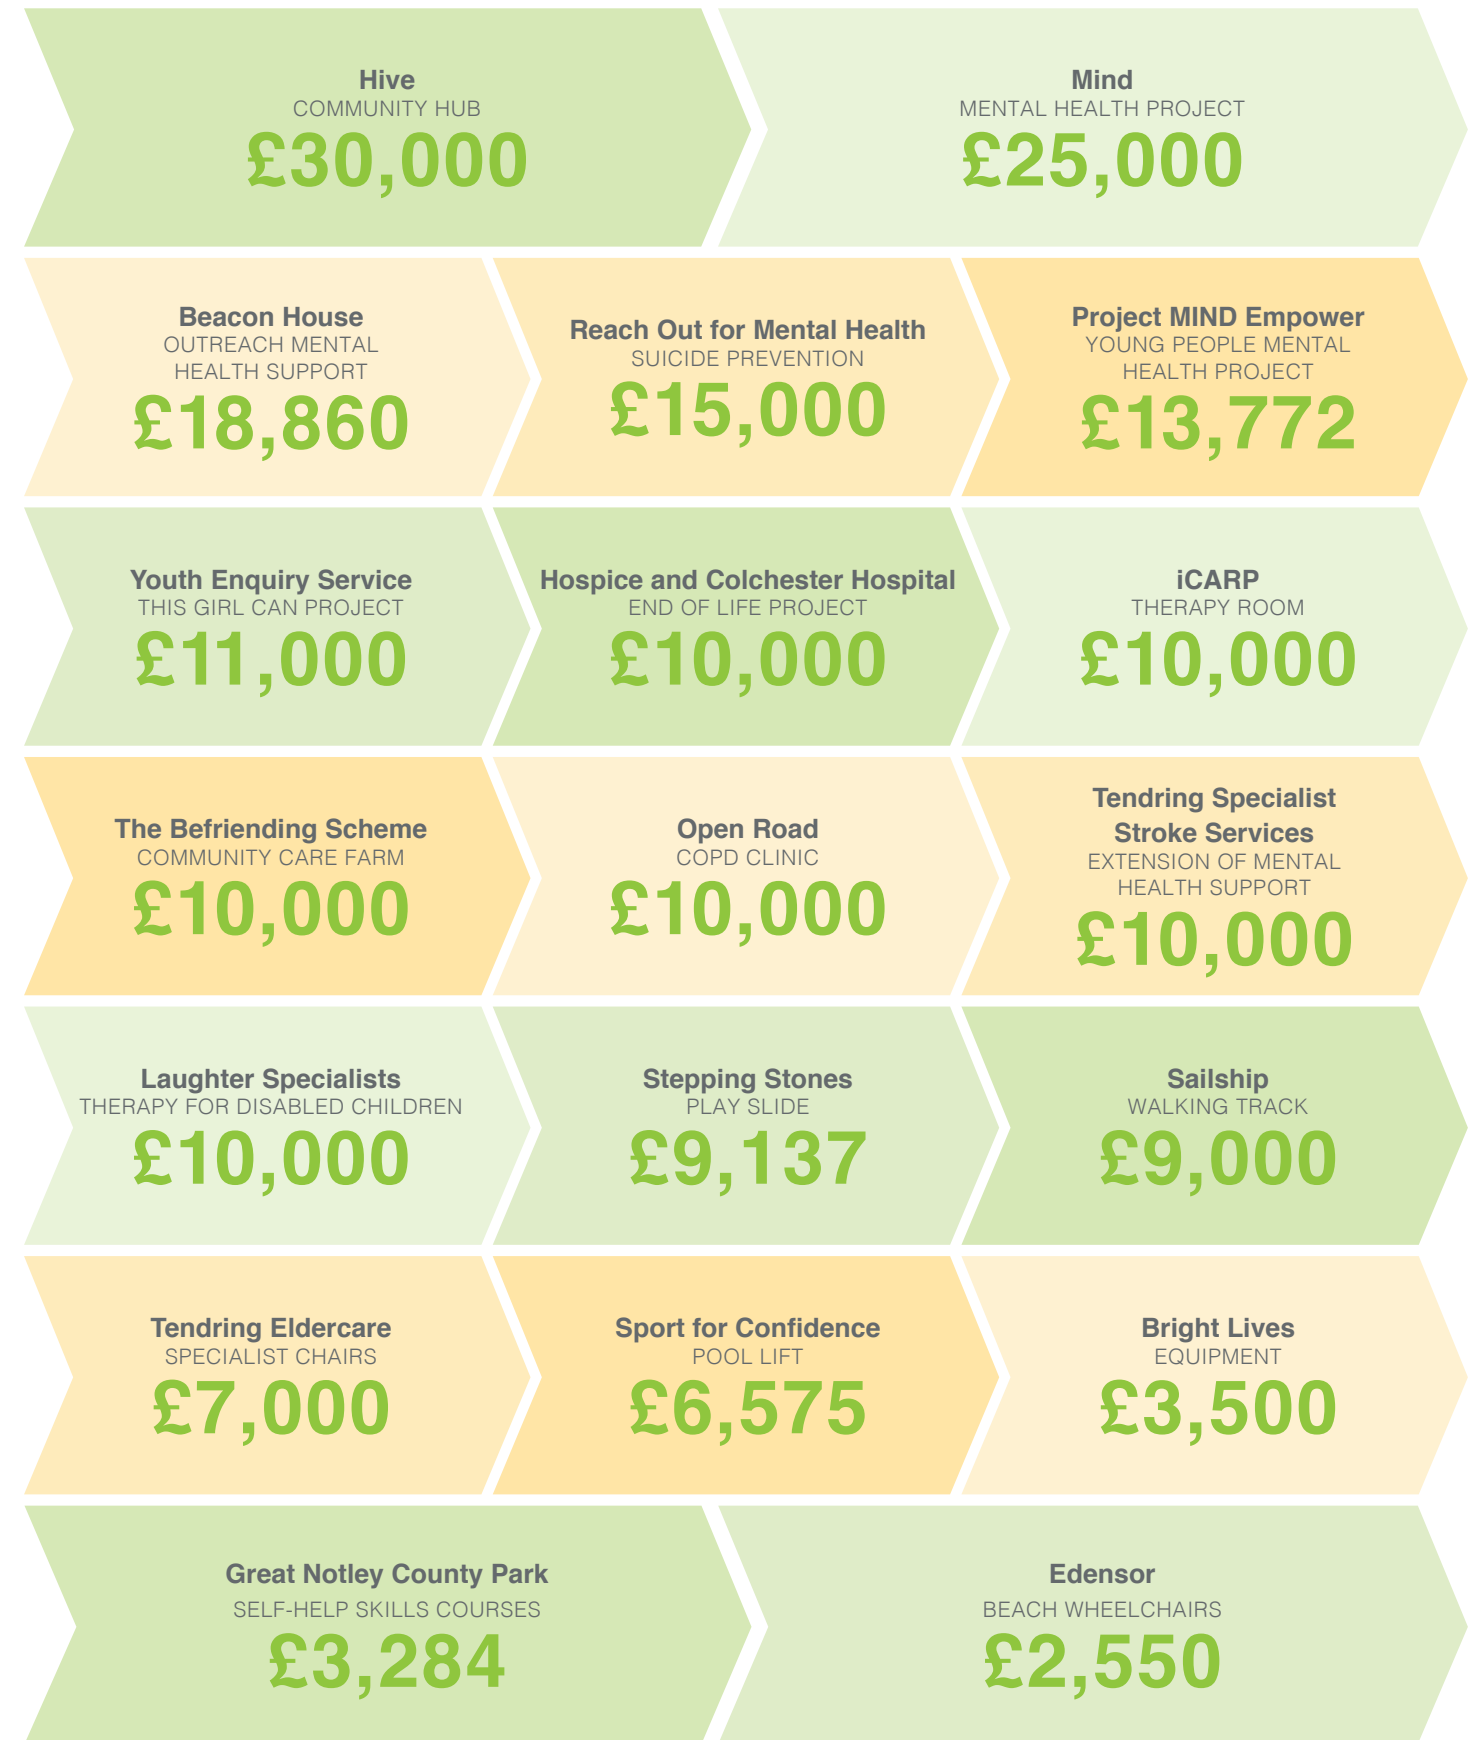 Hive
COMMUNITY HUB
£30,000
Mind
MENTAL HEALTH PROJECT
£25,000
Beacon House
OUTREACH MENTAL
HEALTH SUPPORT
£18,860
Reach Out for Mental Health
SUICIDE PREVENTION
£15,000
Project MIND Empower
YOUNG PEOPLE MENTAL
HEALTH PROJECT
£13,772
Youth Enquiry Service
THIS GIRL CAN PROJECT
£11,000
Hospice and Colchester Hospital
END OF LIFE PROJECT
£10,000
iCARP
THERAPY ROOM
£10,000
The Befriending Scheme
COMMUNITY CARE FARM
£10,000
Open Road
COPD CLINIC
£10,000
Tendring Specialist
Stroke Services
EXTENSION OF MENTAL
HEALTH SUPPORT
£10,000
Laughter Specialists
THERAPY FOR DISABLED CHILDREN
£10,000
Stepping Stones
PLAY SLIDE
£9,137
Sailship
WALKING TRACK
£9,000
Tendring Eldercare
SPECIALIST CHAIRS
£7,000
Sport for Confidence
POOL LIFT
£6,575
Bright Lives
EQUIPMENT
£3,500
Great Notley County Park
SELF-HELP SKILLS COURSES
£3,284
Edensor
BEACH WHEELCHAIRS
£2,550